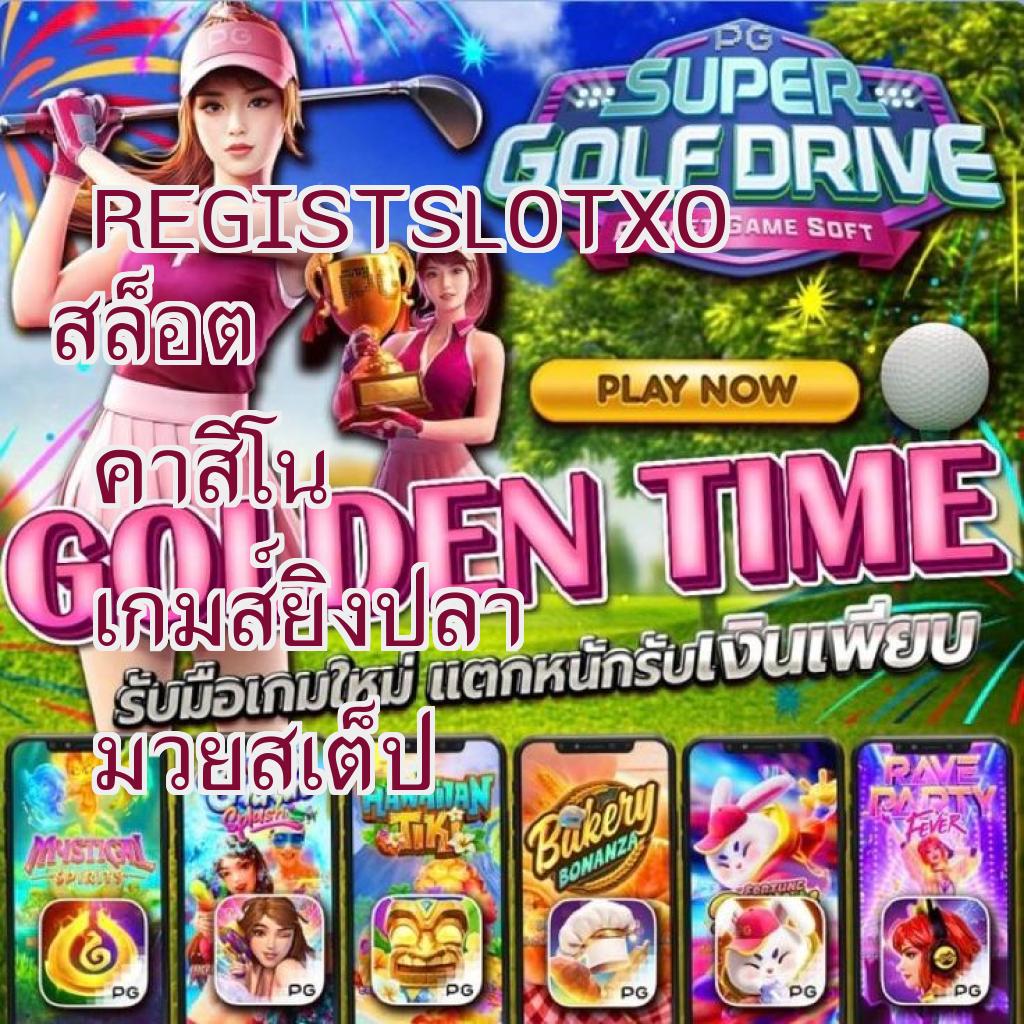 PG
PG
SUPER
GOLF DRIVE
GAME SOFT
REGISTSLOTXO
สล็อต
PLAY NOW
คาสิโน
GOLDEN TIME
เกมส์ยิงปลา
รับมือเกมใหม่ แตกหนักรับเงินเพียบ
มวยสเต็ป
MYSTICAL
SPIRITS
Splash
HAWAIIAN
TIKI
Bakery
BONANZA
FORTUNE
RAVE
PARTY
FEVER
PG
PG
PG
PG
PG
PG